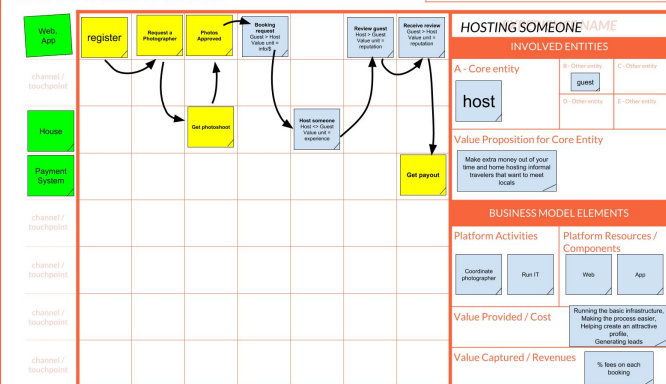 Web,
App
register
Request a
Photographer
Photos
Approved
Booking
request
Guest > Host
Value unit =
info/$
Review guest
Host > Guest
Value unit =
reputation
Receive review
Guest > Host
Value unit =
reputation
channel /
touchpoint
House
Get photoshoot
Host someone
Host <> Guest
Value unit =
experience
Payment
System
Get payout
channel /
touchpoint
channel /
touchpoint
channel /
touchpoint
channel /
touchpoint
HOSTING SOMEONE
NAME
INVOLVED ENTITIES
A - Core entity
host
B - Other entity
guest
C - Other entity
D - Other entity
E - Other entity
Value Proposition for Core Entity
Make extra money out of your
time and home hosting informal
travelers that want to meet
locals
BUSINESS MODEL ELEMENTS
Platform Activities
Coordinate
photographer
Run IT
Platform Resources /
Components
Web
App
Value Provided / Cost
Running the basic infrastructure,
Making the process easier,
Helping create an attractive
profile,
Generating leads
Value Captured / Revenues
% fees on each
booking